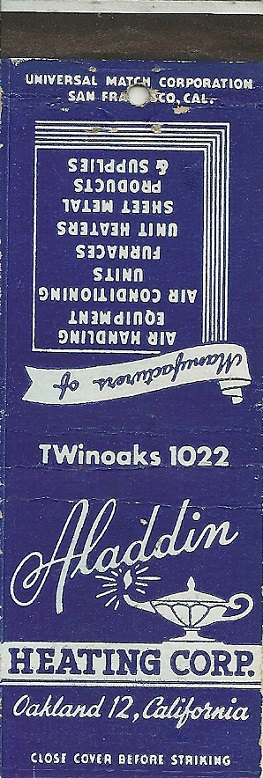 UNIVERSAL MATCH CORPORATION
SAN FRANCISCO, CAL.
Manufacturers of
AIR HANDLING
EQUIPMENT
AIR CONDITIONING
UNITS
FURNACES
UNIT HEATERS
SHEET METAL
PRODUCTS
& SUPPLIES
TWinoaks 1022
Aladdin
HEATING CORP.
Oakland 12, California
CLOSE COVER BEFORE STRIKING